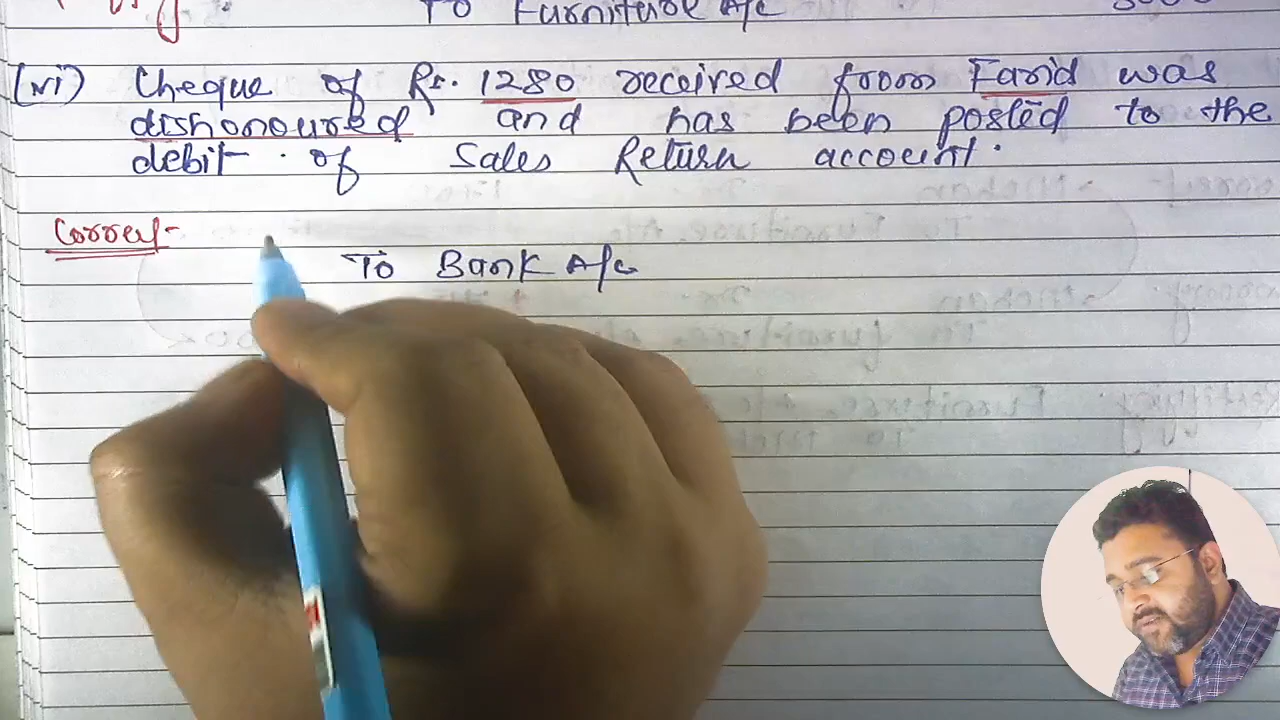 To Furniture A/c
(vi) Cheque of Rs. 1280 received from Farid was
dishonoured and has been posted to the
debit of Sales Return account.
Correct-
To Bank A/c